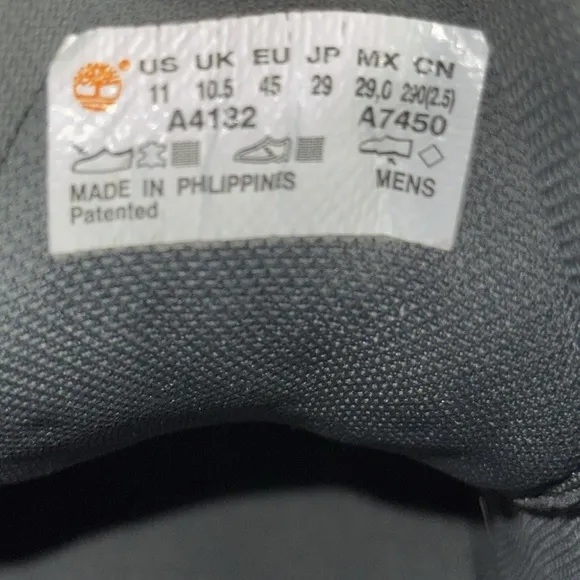 US UK EU JP MX CN
11 10.5 45 29 29.0 290(2.5)
A4132 A7450
MADE IN PHLIPPINIS MENS
Patented